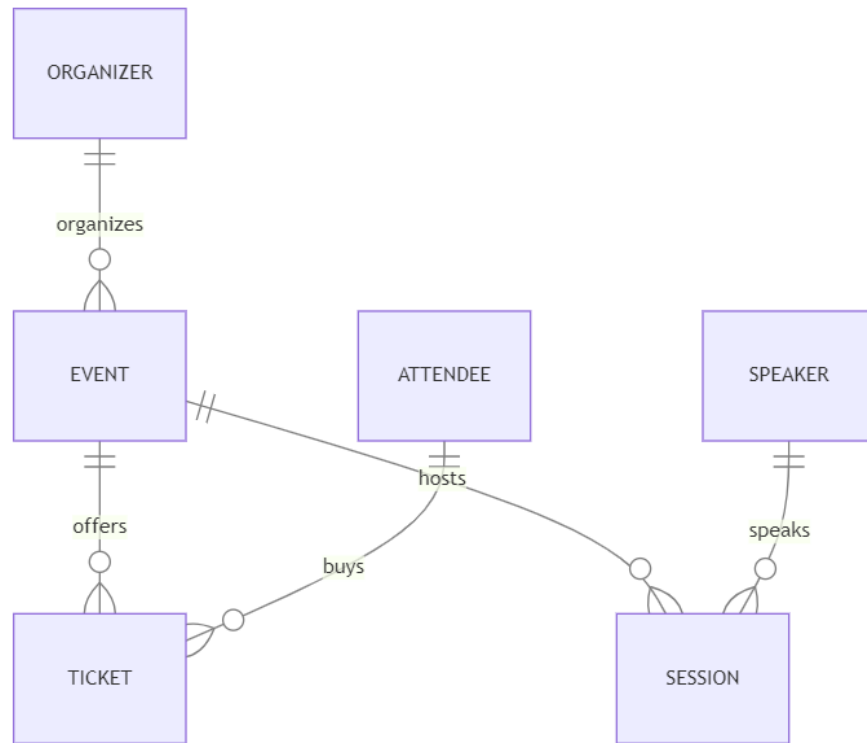 ORGANIZER
organizes
EVENT
ATTENDEE
SPEAKER
hosts
offers
speaks
buys
TICKET
SESSION